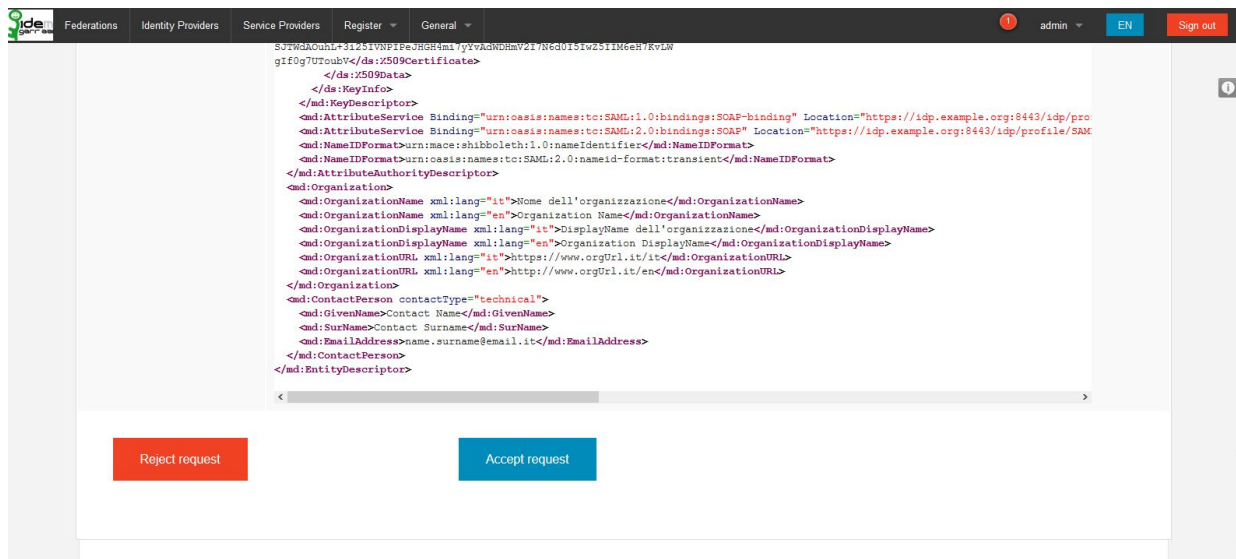 idem
garr aai
Federations Identity Providers Service Providers Register General 1 admin EN Sign out
SJTWdAOuhL+3i25IVNPIPeJHGH4mi7yYvAdWDHmV2I7N6d0I5IwZ5IIM6eH7KvLW
gIf0g7UToubV</ds:X509Certificate>
</ds:X509Data>
</ds:KeyInfo>
</md:KeyDescriptor>
<md:AttributeService Binding="urn:oasis:names:tc:SAML:1.0:bindings:SOAP-binding" Location="https://idp.example.org:8443/idp/pro
<md:AttributeService Binding="urn:oasis:names:tc:SAML:2.0:bindings:SOAP" Location="https://idp.example.org:8443/idp/profile/SAM
<md:NameIDFormat>urn:mace:shibboleth:1.0:nameIdentifier</md:NameIDFormat>
<md:NameIDFormat>urn:oasis:names:tc:SAML:2.0:nameid-format:transient</md:NameIDFormat>
</md:AttributeAuthorityDescriptor>
<md:Organization>
<md:OrganizationName xml:lang="it">Nome dell'organizzazione</md:OrganizationName>
<md:OrganizationName xml:lang="en">Organization Name</md:OrganizationName>
<md:OrganizationDisplayName xml:lang="it">DisplayName dell'organizzazione</md:OrganizationDisplayName>
<md:OrganizationDisplayName xml:lang="en">Organization DisplayName</md:OrganizationDisplayName>
<md:OrganizationURL xml:lang="it">https://www.orgUrl.it/it</md:OrganizationURL>
<md:OrganizationURL xml:lang="en">http://www.orgUrl.it/en</md:OrganizationURL>
</md:Organization>
<md:ContactPerson contactType="technical">
<md:GivenName>Contact Name</md:GivenName>
<md:SurName>Contact Surname</md:SurName>
<md:EmailAddress>name.surname@email.it</md:EmailAddress>
</md:ContactPerson>
</md:EntityDescriptor>
Reject request Accept request